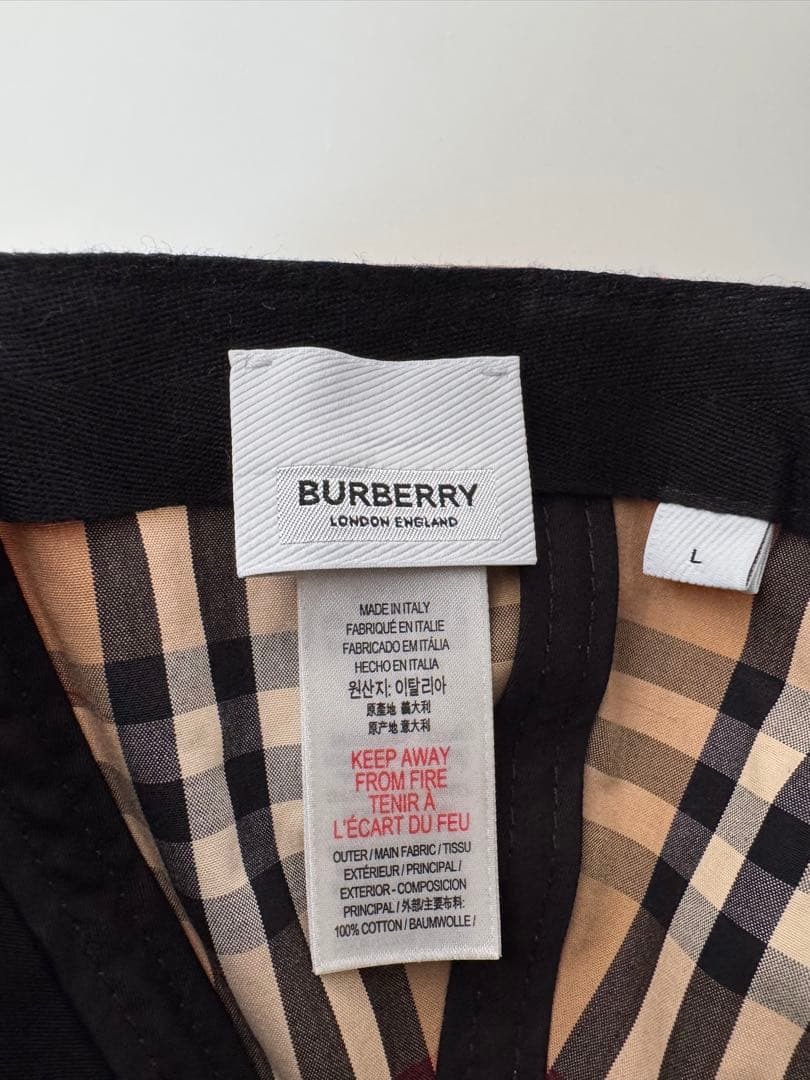 BURBERRY
LONDON ENGLAND
L
MADE IN ITALY
FABRIQUÉ EN ITALIE
FABRICADO EM ITÁLIA
HECHO EN ITALIA
원산지: 이탈리아
原產地 義大利
原产地 意大利
KEEP AWAY
FROM FIRE
TENIR À
L'ÉCART DU FEU
OUTER / MAIN FABRIC / TISSU
EXTÉRIEUR / PRINCIPAL /
EXTERIOR - COMPOSICION
PRINCIPAL / 外部/主要布料:
100% COTTON / BAUMWOLLE /